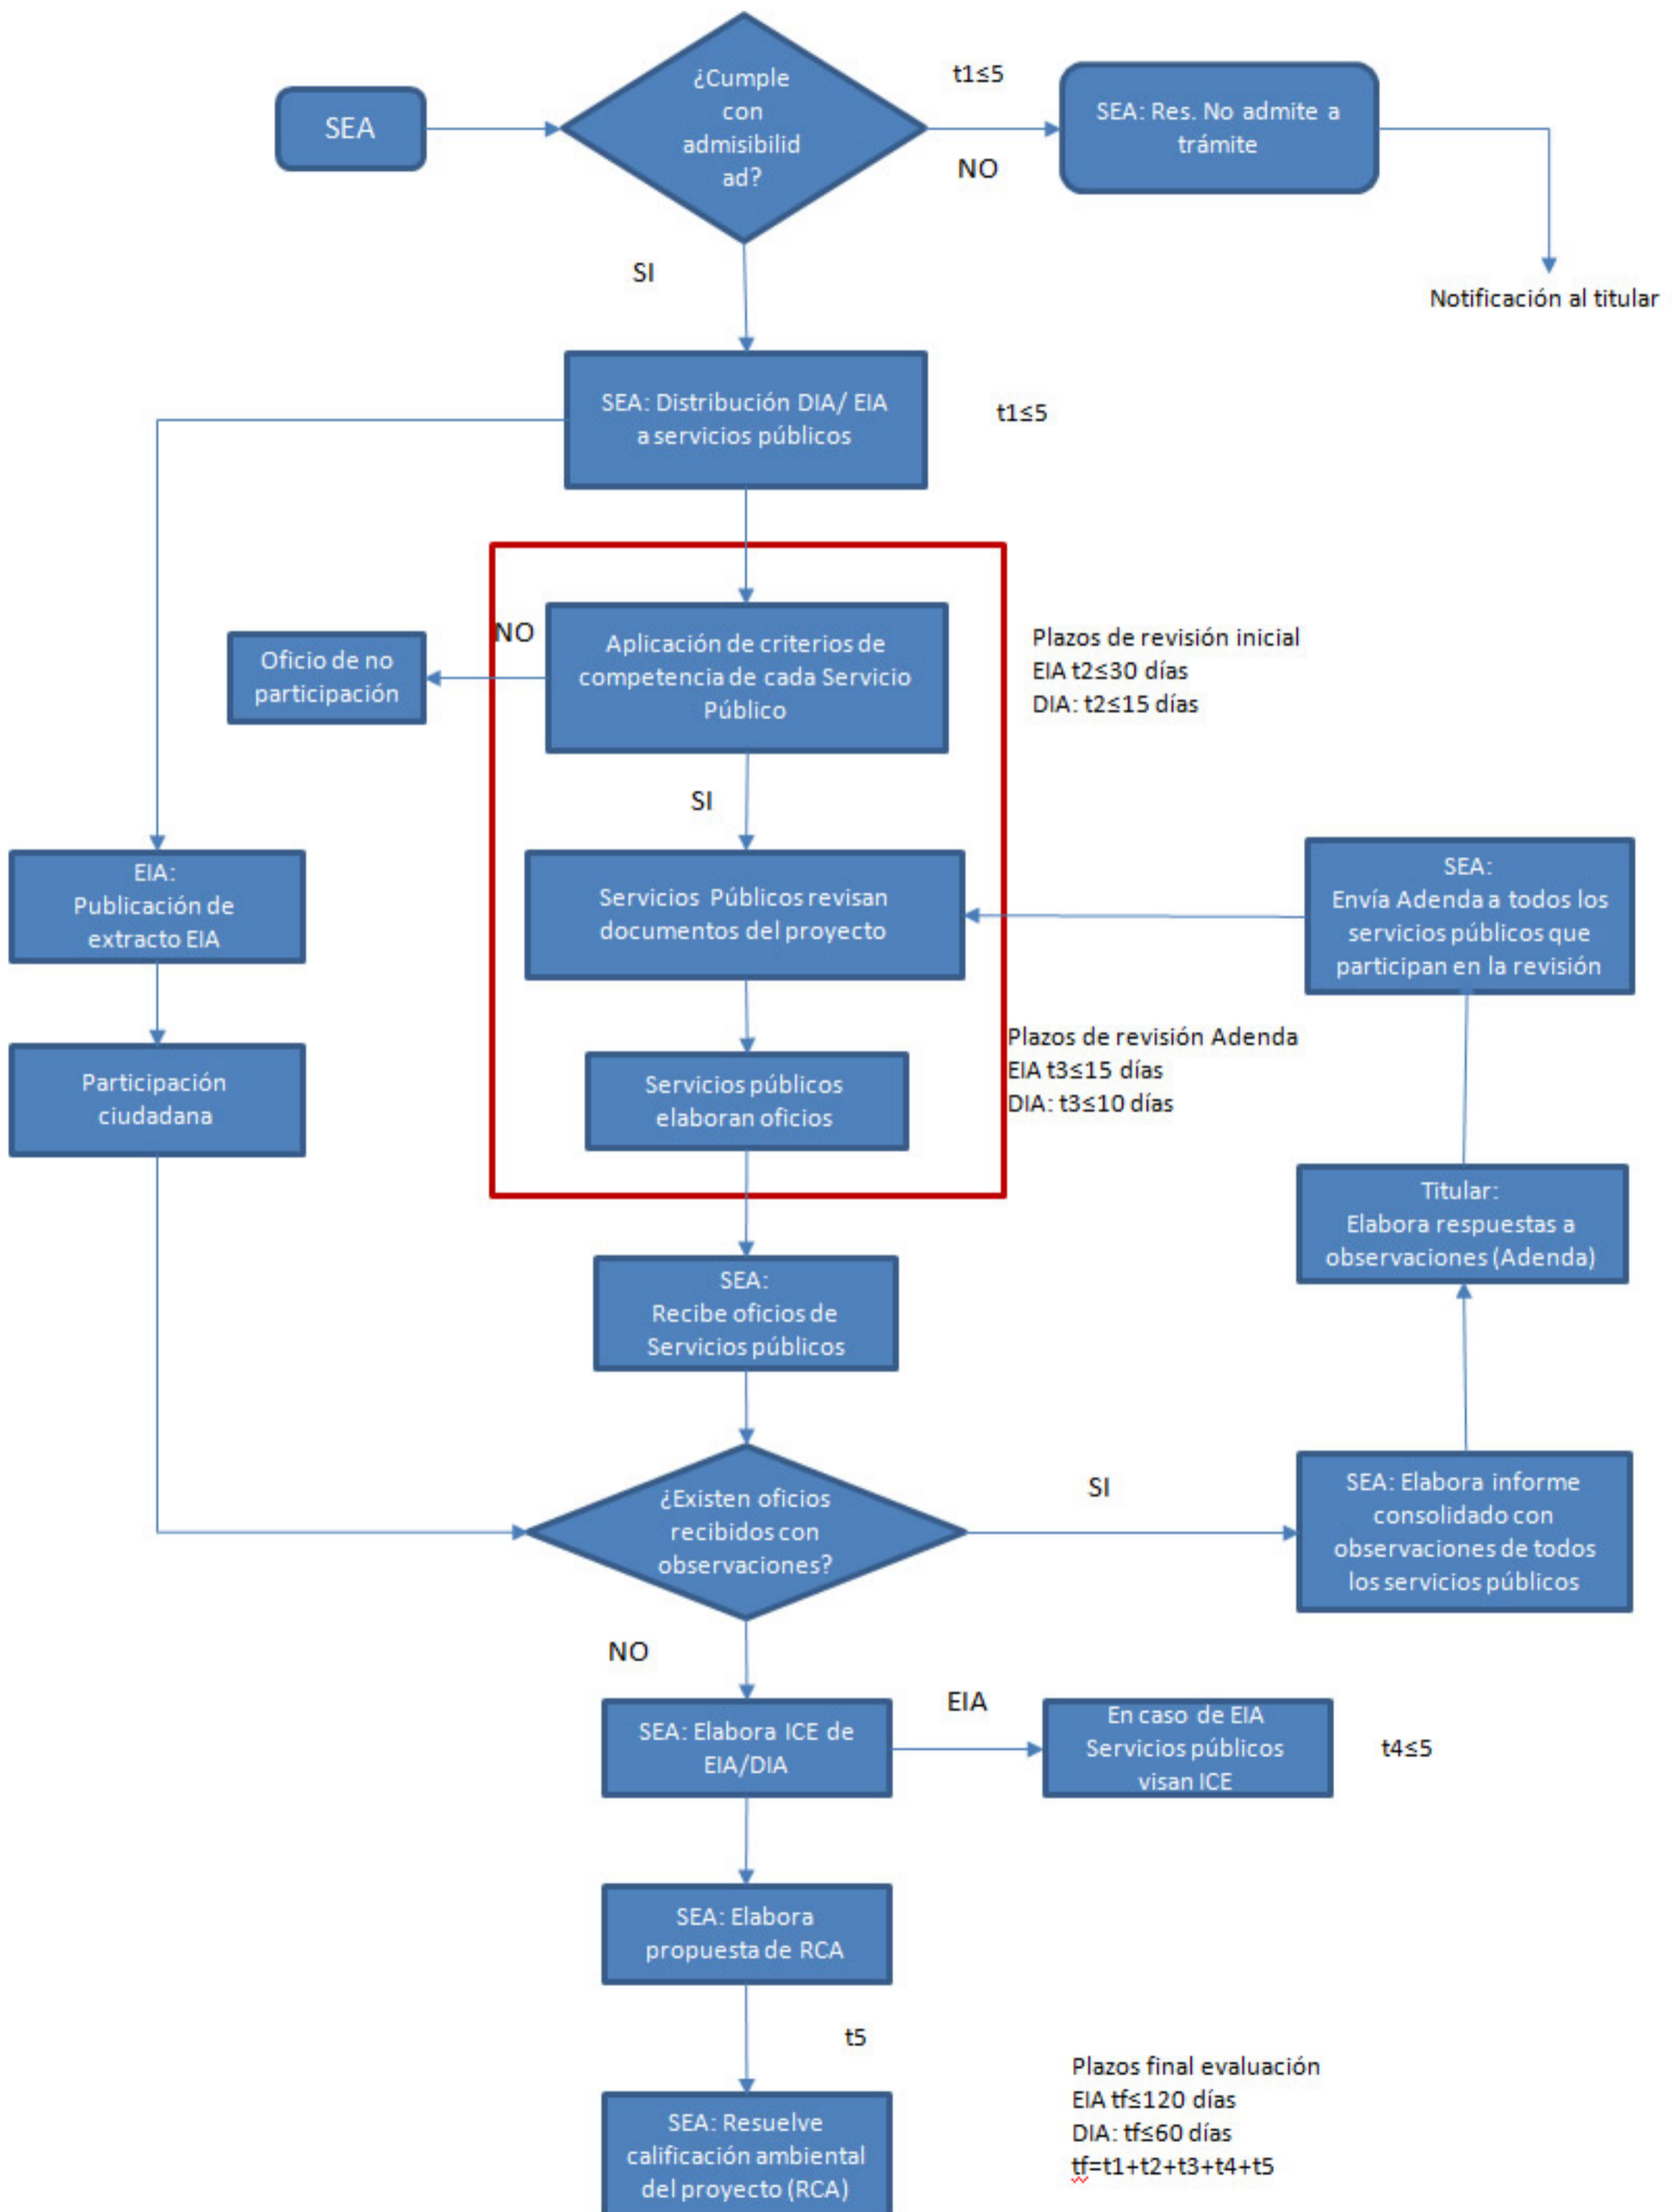 SEA
¿Cumple
con
admisibilid
ad?
t1≤5
NO
SEA: Res. No admite a
trámite
SI
Notificación al titular
SEA: Distribución DIA/ EIA
a servicios públicos
t1≤5
NO
Oficio de no
participación
Aplicación de criterios de
competencia de cada Servicio
Público
Plazos de revisión inicial
EIA t2≤30 días
DIA: t2≤15 días
SI
EIA:
Publicación de
extracto EIA
Servicios Públicos revisan
documentos del proyecto
SEA:
Envía Adenda a todos los
servicios públicos que
participan en la revisión
Plazos de revisión Adenda
EIA t3≤15 días
DIA: t3≤10 días
Participación
ciudadana
Servicios públicos
elaboran oficios
Titular:
Elabora respuestas a
observaciones (Adenda)
SEA:
Recibe oficios de
Servicios públicos
¿Existen oficios
recibidos con
observaciones?
SI
SEA: Elabora informe
consolidado con
observaciones de todos
los servicios públicos
NO
SEA: Elabora ICE de
EIA/DIA
EIA
En caso de EIA
Servicios públicos
visan ICE
t4≤5
SEA: Elabora
propuesta de RCA
t5
SEA: Resuelve
calificación ambiental
del proyecto (RCA)
Plazos final evaluación
EIA tf≤120 días
DIA: tf≤60 días
tf=t1+t2+t3+t4+t5